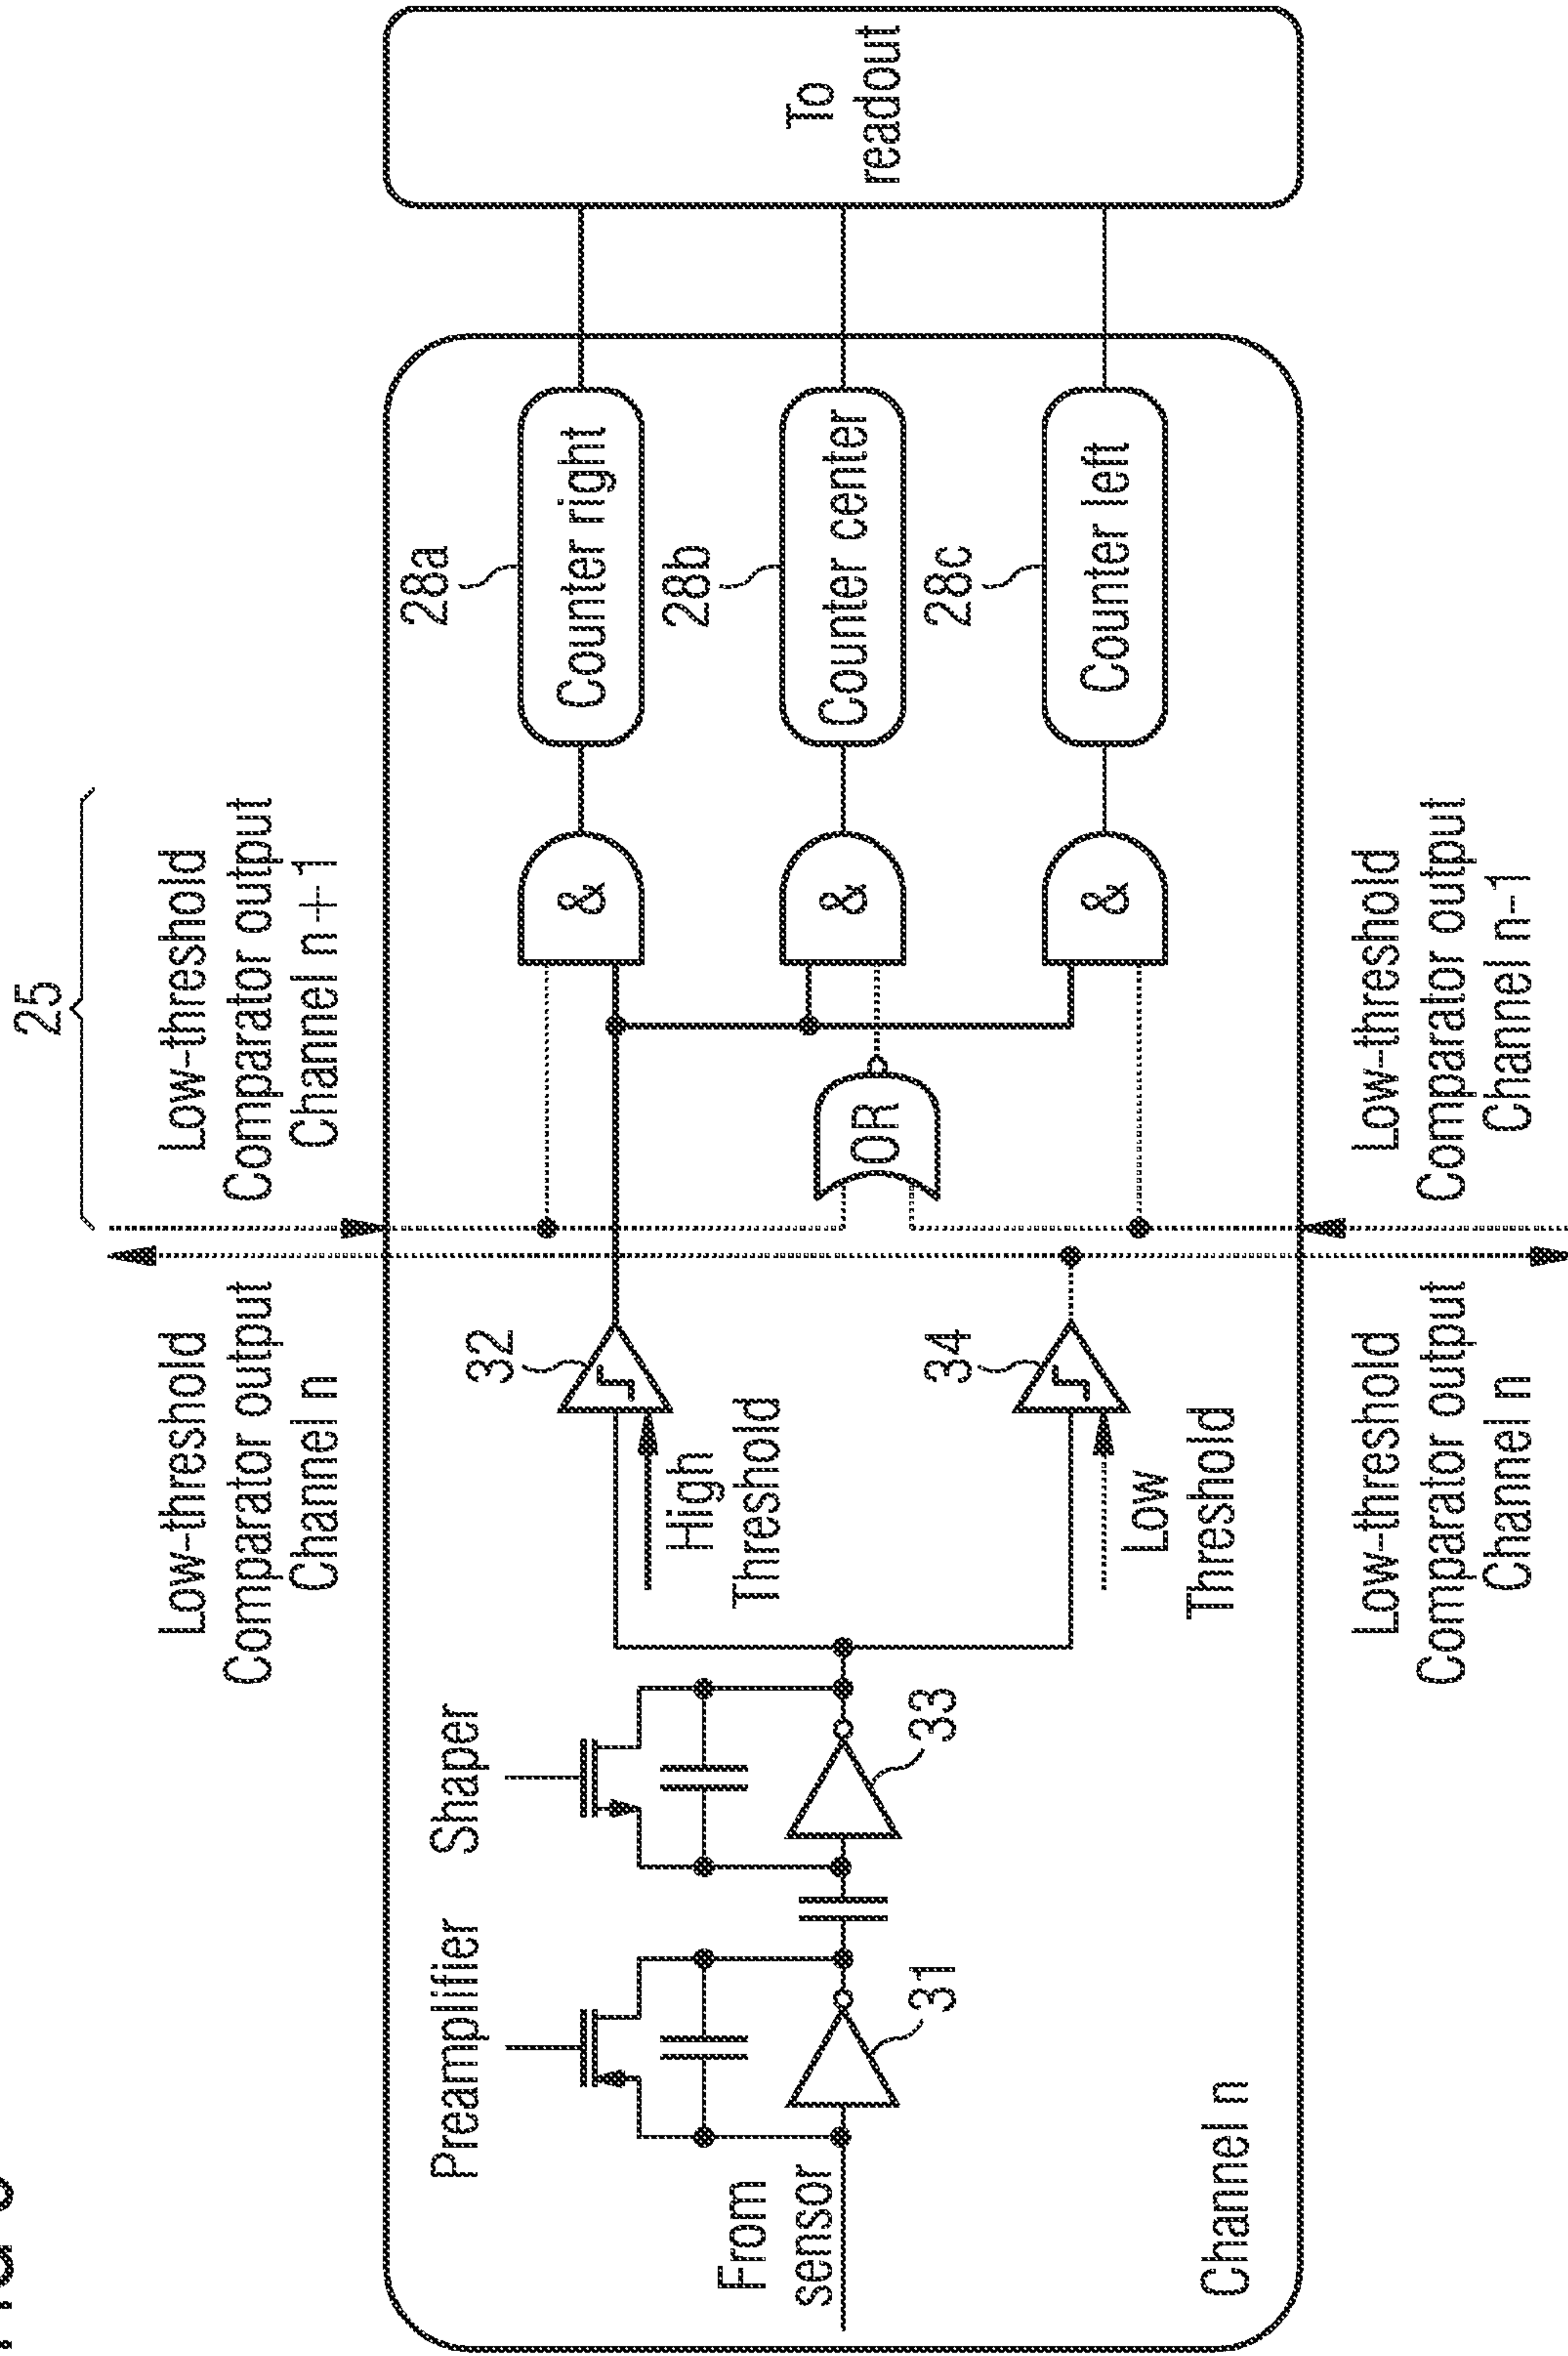 25
Low-threshold
Comparator output
Channel n
Low-threshold
Comparator output
Channel n+1
Preamplifier
Shaper
32
28a
Counter right
&
From
sensor
31
33
High
Threshold
OR
&
28b
Counter center
To
readout
34
Low
Threshold
&
28c
Counter left
Channel n
Low-threshold
Comparator output
Channel n
Low-threshold
Comparator output
Channel n-1